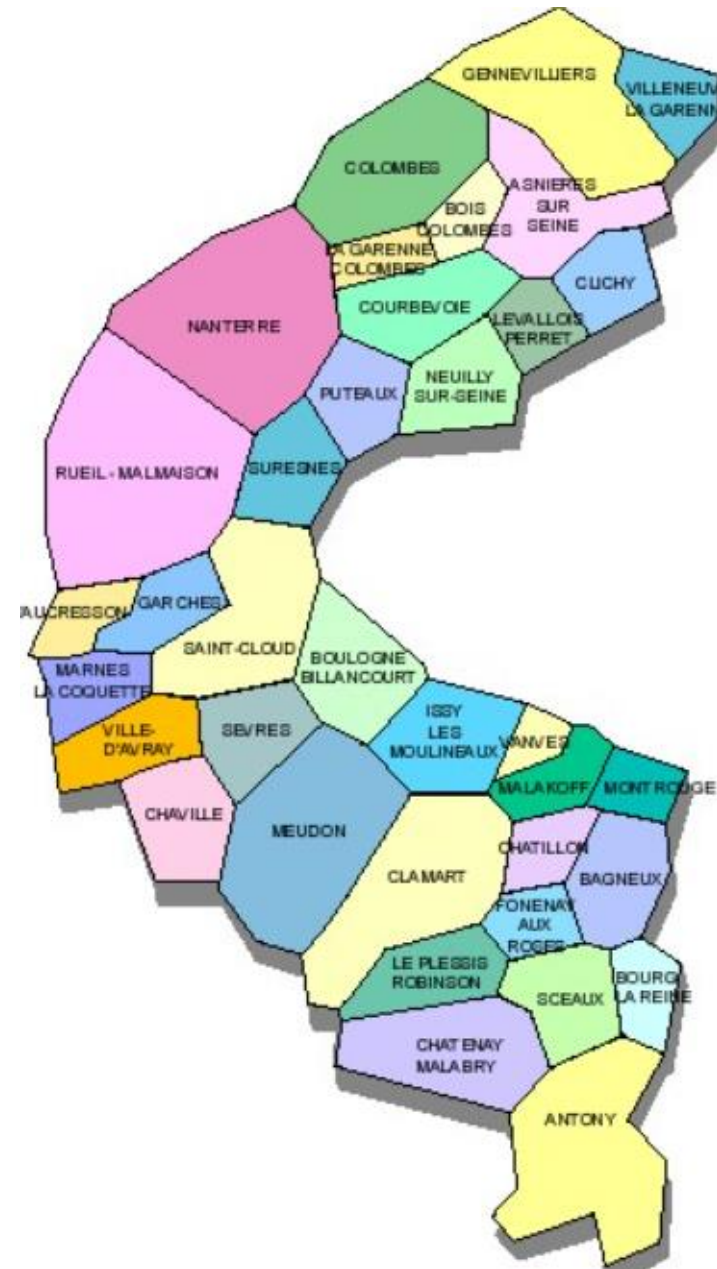 GENNEVILLIERS
VILLENEUV
LA GARENN
COLOMBES
ASNIERES
SUR
SEINE
BOIS
COLOMBES
LA GARENNE
COLOMBES
CLICHY
COURBEVOIE
LEVALLOIS
PERRET
NANTERRE
NEUILLY
SUR-SEINE
PUTEAUX
RUEIL - MALMAISON
SURESNES
GARCHES
AUCRESSON
SAINT-CLOUD
BOULOGNE
BILLANCOURT
MARNES
LA COQUETTE
ISSY
LES
MOULINEAUX
VILLE-
D'AVRAY
SEVRES
VANVES
MALAKOFF
MONTROUGE
CHAVILLE
MEUDON
CHATILLON
CLAMART
BAGNEUX
FONENAY
AUX
ROSES
LE PLESSIS
ROBINSON
BOURG
LA REINE
SCEAUX
CHATENAY
MALABRY
ANTONY